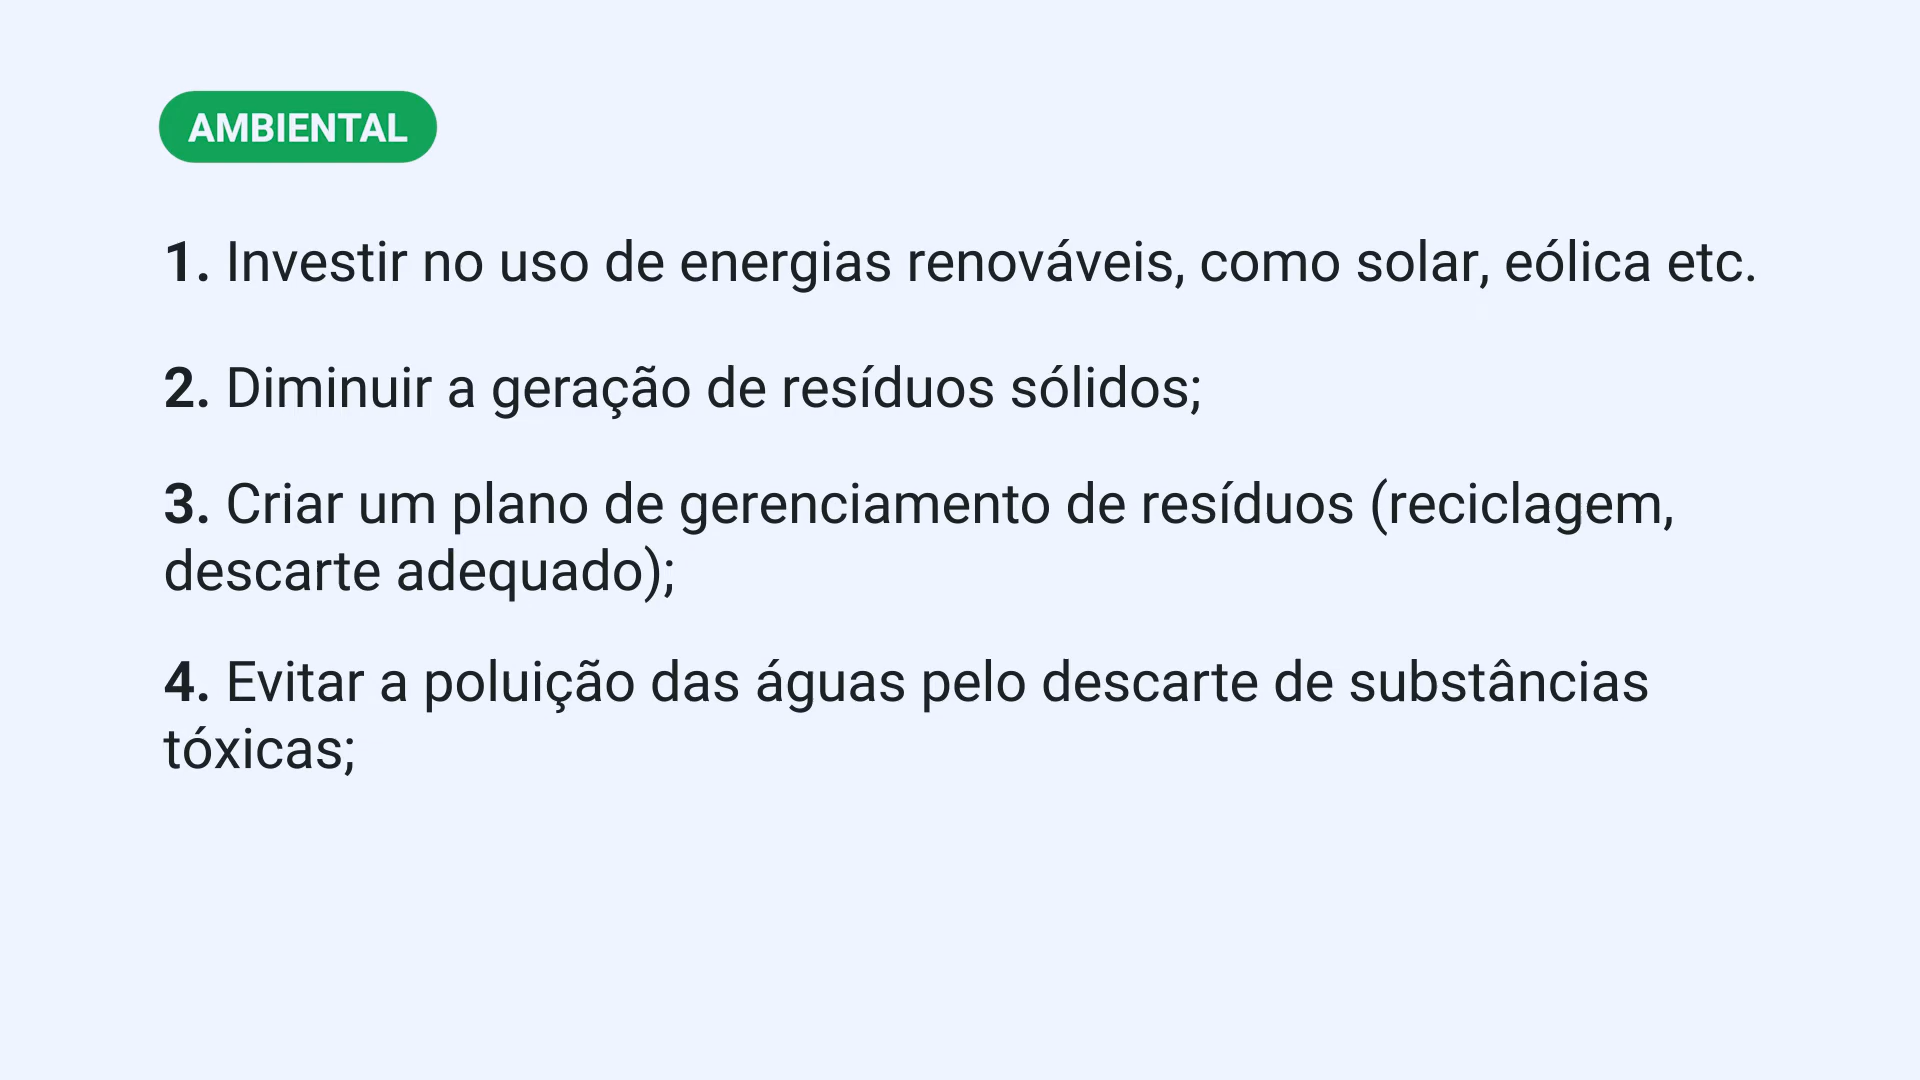 AMBIENTAL
1. Investir no uso de energias renováveis, como solar, eólica etc.
2. Diminuir a geração de resíduos sólidos;
3. Criar um plano de gerenciamento de resíduos (reciclagem,
descarte adequado);
4. Evitar a poluição das águas pelo descarte de substâncias
tóxicas;